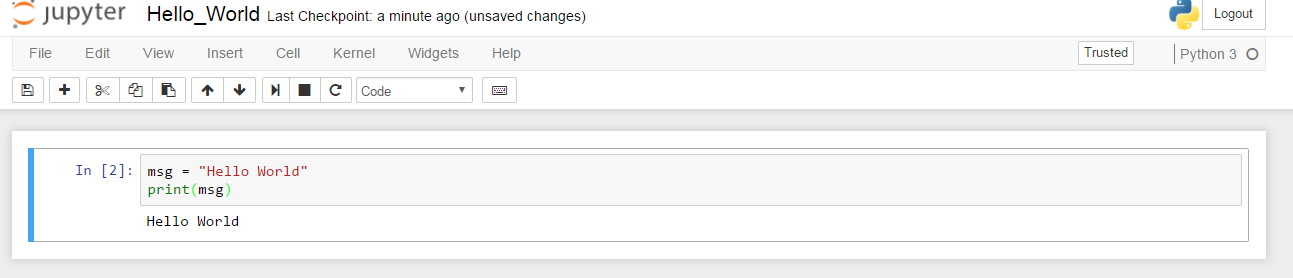 jupyter Hello_World Last Checkpoint: a minute ago (unsaved changes) Logout
File Edit View Insert Cell Kernel Widgets Help Trusted Python 3
Code
In [2]: msg = "Hello World"
print(msg)
Hello World